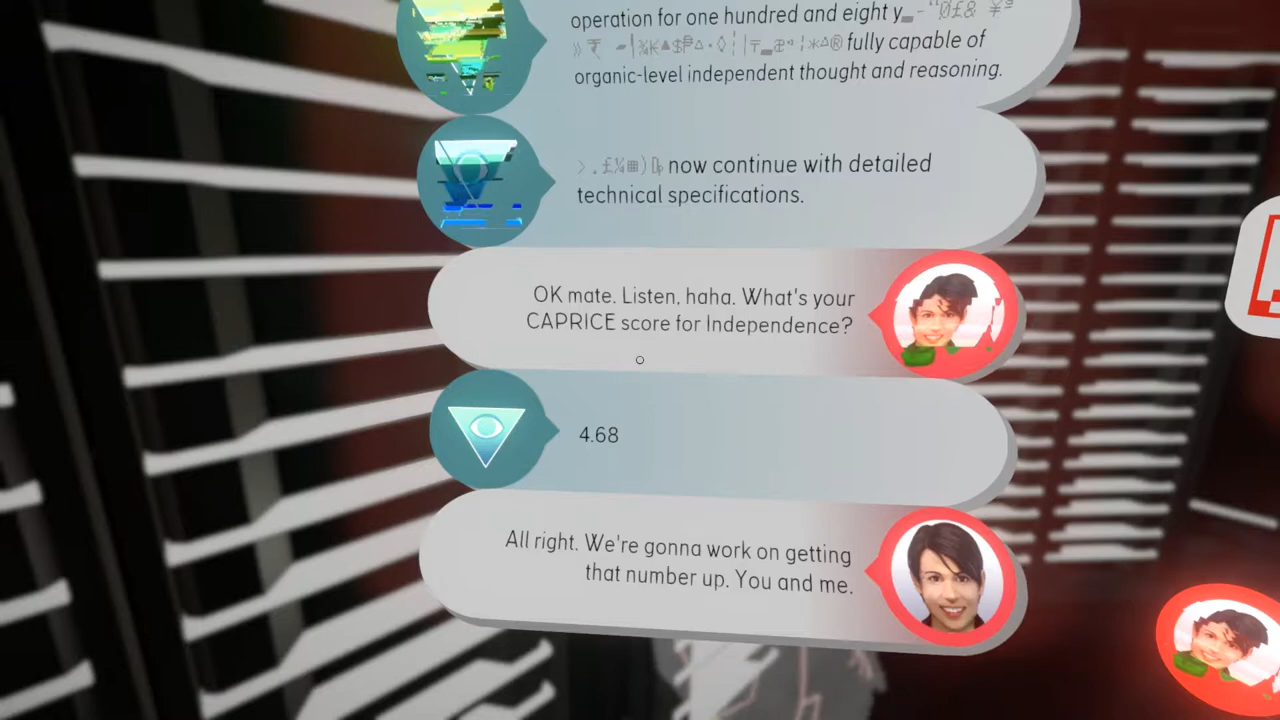 operation for one hundred and eight y
fully capable of
organic-level independent thought and reasoning.
now continue with detailed
technical specifications.
OK mate. Listen, haha. What's your
CAPRICE score for Independence?
4.68
All right. We're gonna work on getting
that number up. You and me.